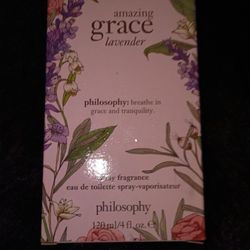 amazing
grace
lavender
philosophy: breathe in
grace and tranquility.
spray fragrance
eau de toilette spray-vaporisateur
philosophy
120 ml/4 fl. oz. ℮